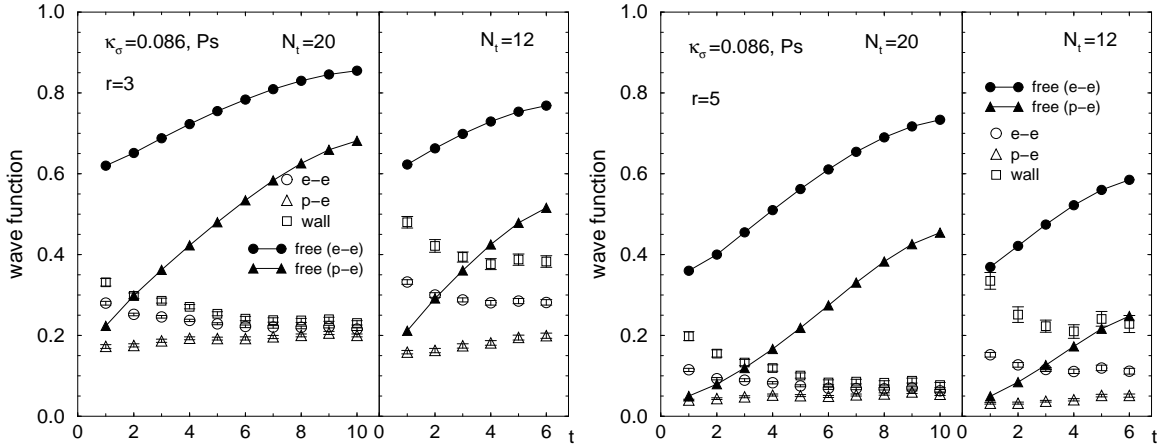 wave function
1.0
0.8
0.6
0.4
0.2
0.0
κσ=0.086, Ps
Nt=20
r=3
e−e
p−e
wall
free (e−e)
free (p−e)
0 2 4 6 8 10
Nt=12
0 2 4 6 t
wave function
1.0
0.8
0.6
0.4
0.2
0.0
κσ=0.086, Ps
Nt=20
r=5
0 2 4 6 8 10
Nt=12
free (e−e)
free (p−e)
e−e
p−e
wall
0 2 4 6 t